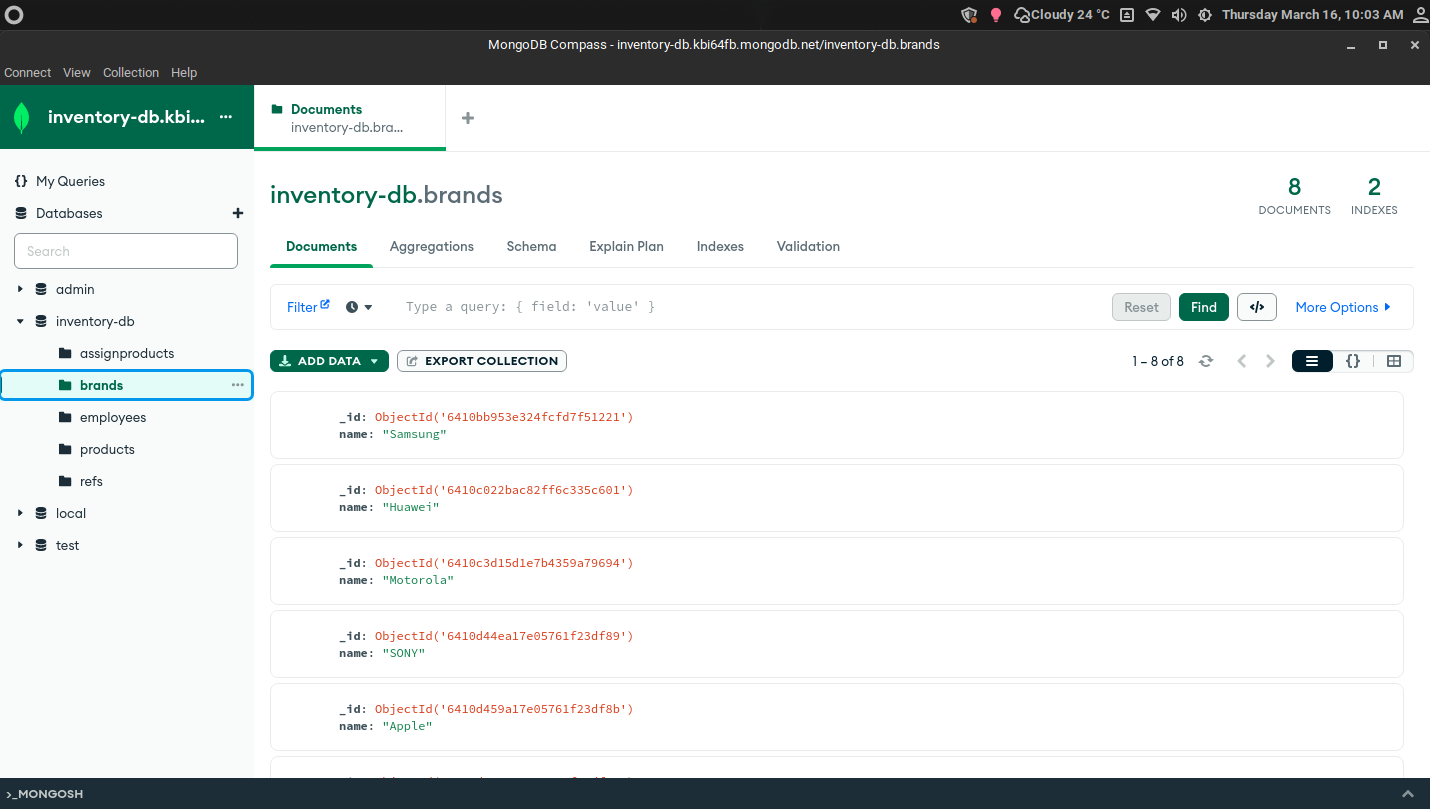 Cloudy 24 °C Thursday March 16, 10:03 AM
MongoDB Compass - inventory-db.kbi64fb.mongodb.net/inventory-db.brands
Connect View Collection Help
inventory-db.kbi... ...
Documents
inventory-db.bra...
+
{} My Queries
Databases +
Search
admin
inventory-db
assignproducts
brands ...
employees
products
refs
local
test
inventory-db.brands
8 DOCUMENTS
2 INDEXES
Documents Aggregations Schema Explain Plan Indexes Validation
Filter Type a query: { field: 'value' } Reset Find </> More Options
ADD DATA EXPORT COLLECTION 1 – 8 of 8 {}
_id: ObjectId('6410bb953e324fcfd7f51221')
name: "Samsung"
_id: ObjectId('6410c022bac82ff6c335c601')
name: "Huawei"
_id: ObjectId('6410c3d15d1e7b4359a79694')
name: "Motorola"
_id: ObjectId('6410d44ea17e05761f23df89')
name: "SONY"
_id: ObjectId('6410d459a17e05761f23df8b')
name: "Apple"
>_MONGOSH